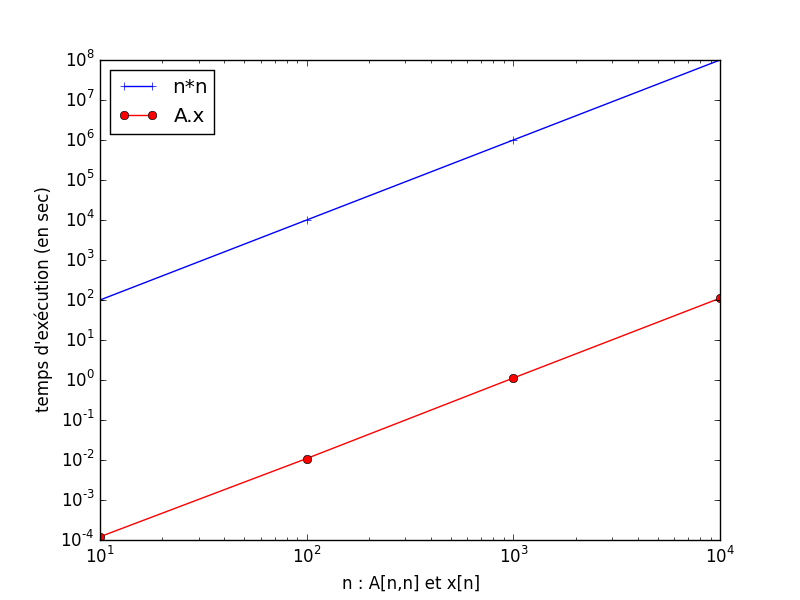 10^8
n*n
A.x
10^7
10^6
10^5
10^4
10^3
10^2
10^1
10^0
10^-1
10^-2
10^-3
10^-4
temps d'exécution (en sec)
10^1 10^2 10^3 10^4
n : A[n,n] et x[n]